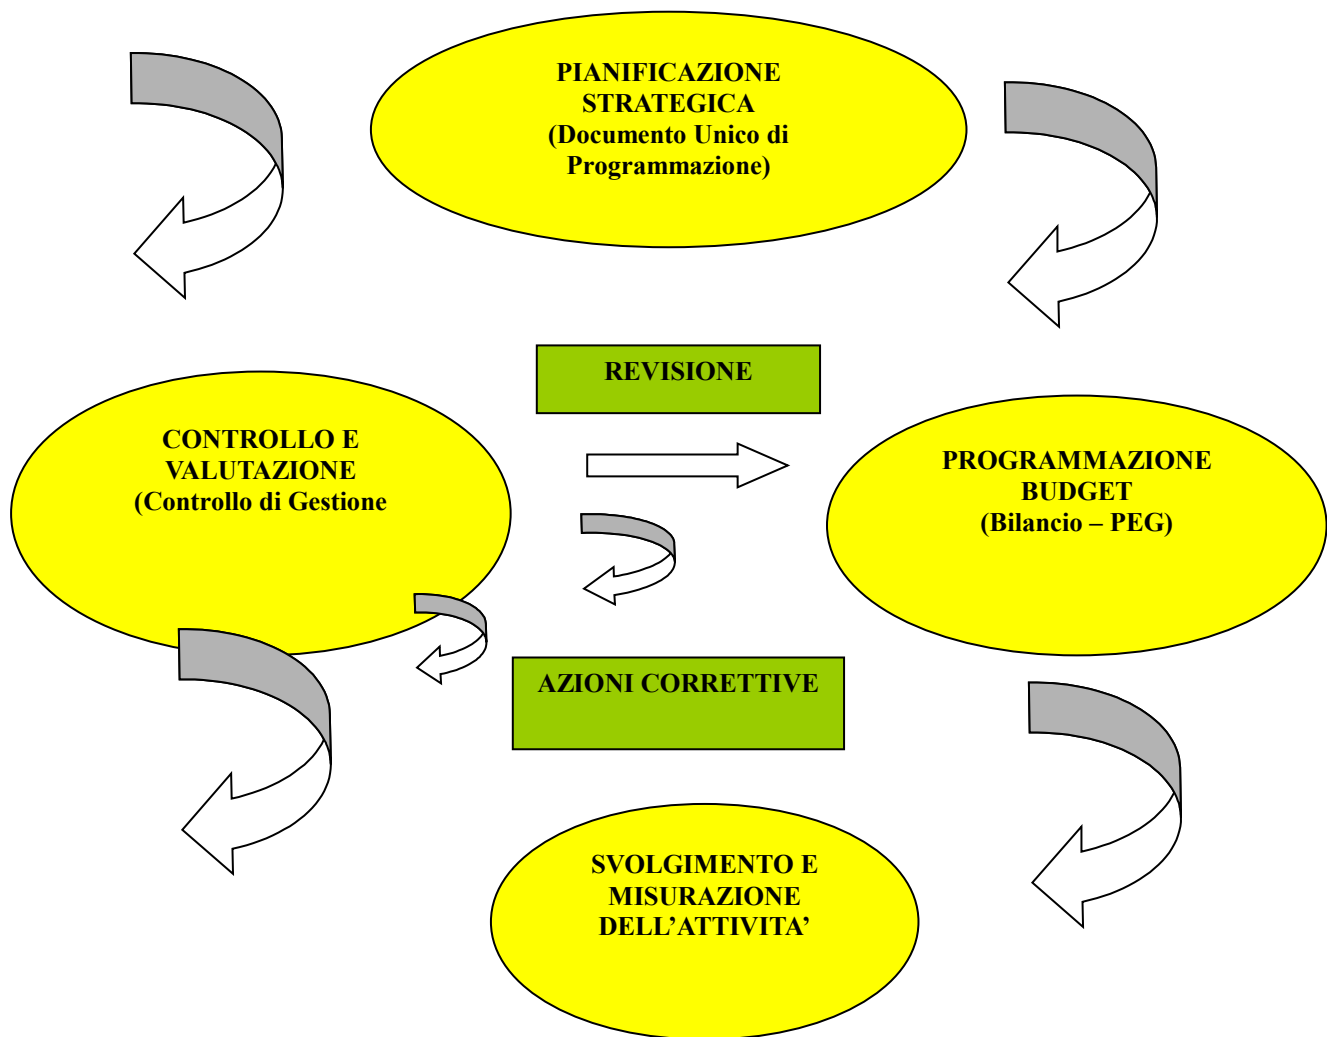 PIANIFICAZIONE
STRATEGICA
(Documento Unico di
Programmazione)
REVISIONE
CONTROLLO E
VALUTAZIONE
(Controllo di Gestione
PROGRAMMAZIONE
BUDGET
(Bilancio – PEG)
AZIONI CORRETTIVE
SVOLGIMENTO E
MISURAZIONE
DELL’ATTIVITA’